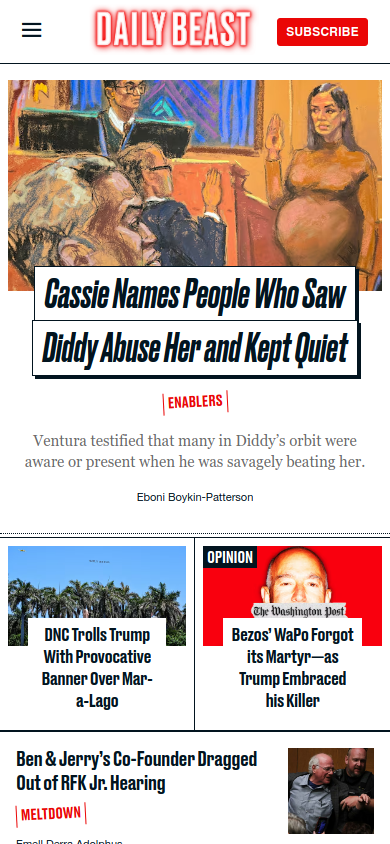 DAILY BEAST
SUBSCRIBE
Cassie Names People Who Saw
Diddy Abuse Her and Kept Quiet
ENABLERS
Ventura testified that many in Diddy’s orbit were
aware or present when he was savagely beating her.
Eboni Boykin-Patterson
DNC Trolls Trump
With Provocative
Banner Over Mar-
a-Lago
OPINION
The Washington Post
Bezos’ WaPo Forgot
its Martyr—as
Trump Embraced
his Killer
Ben & Jerry’s Co-Founder Dragged
Out of RFK Jr. Hearing
MELTDOWN